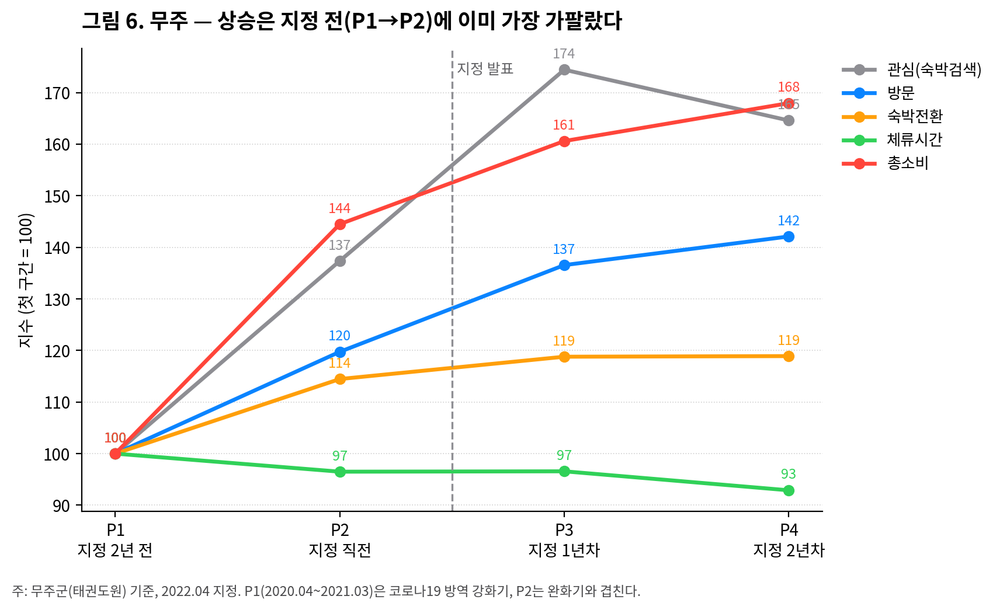 그림 6. 무주 — 상승은 지정 전(P1→P2)에 이미 가장 가팔랐다
지수 (첫 구간 = 100)
170
160
150
140
130
120
110
100
90
지정 발표
100
144
137
120
114
97
174
161
137
119
97
168
165
142
119
93
관심(숙박검색)
방문
숙박전환
체류시간
총소비
P1
지정 2년 전
P2
지정 직전
P3
지정 1년차
P4
지정 2년차
주: 무주군(태권도원) 기준, 2022.04 지정. P1(2020.04~2021.03)은 코로나19 방역 강화기, P2는 완화기와 겹친다.